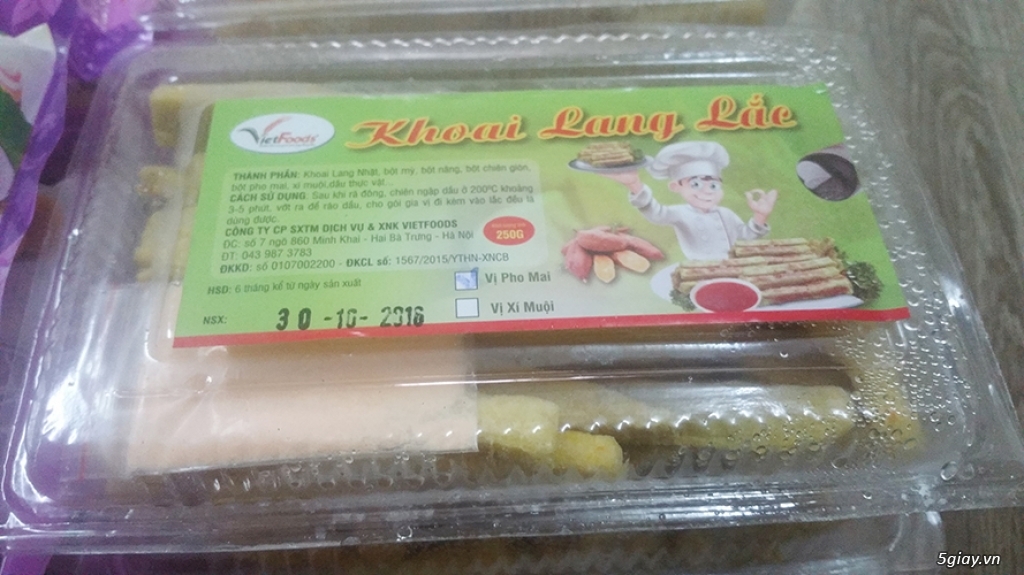 VietFoods
Khoai Lang Lắc
THÀNH PHẦN: Khoai Lang Nhật, bột mỳ, bột năng, bột chiên giòn,
bột pho mai, xí muội,dầu thực vật...
CÁCH SỬ DỤNG: Sau khi rã đông, chiên ngập dầu ở 200ºC khoảng
3-5 phút, vớt ra để ráo dầu, cho gói gia vị đi kèm vào lắc đều là
dùng được.
CÔNG TY CP SXTM DỊCH VỤ & XNK VIETFOODS
ĐC: số 7 ngõ 860 Minh Khai - Hai Bà Trưng - Hà Nội
ĐT: 043 987 3783
ĐKKD: số 0107002200 - ĐKCL số: 1567/2015/YTHN-XNCB
250G
HSD: 6 tháng kể từ ngày sản xuất
Vị Pho Mai
Vị Xí Muội
NSX: 30-10-2016
5giay.vn